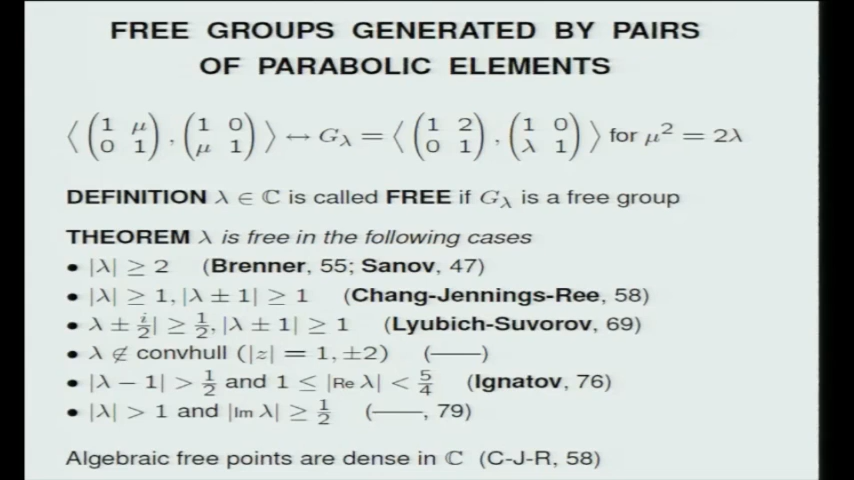 FREE GROUPS GENERATED BY PAIRS
OF PARABOLIC ELEMENTS
⟨ (1 μ
0 1) , (1 0
μ 1) ⟩ ↔ G_λ = ⟨ (1 2
0 1) , (1 0
λ 1) ⟩ for μ² = 2λ
DEFINITION λ ∈ ℂ is called FREE if G_λ is a free group
THEOREM λ is free in the following cases
• |λ| ≥ 2 (Brenner, 55; Sanov, 47)
• |λ| ≥ 1, |λ ± 1| ≥ 1 (Chang-Jennings-Ree, 58)
• λ ± i/2| ≥ 1/2, |λ ± 1| ≥ 1 (Lyubich-Suvorov, 69)
• λ ∉ convhull (|z| = 1, ±2) (——)
• |λ − 1| > 1/2 and 1 ≤ |Re λ| < 5/4 (Ignatov, 76)
• |λ| > 1 and |Im λ| ≥ 1/2 (——, 79)
Algebraic free points are dense in ℂ (C-J-R, 58)